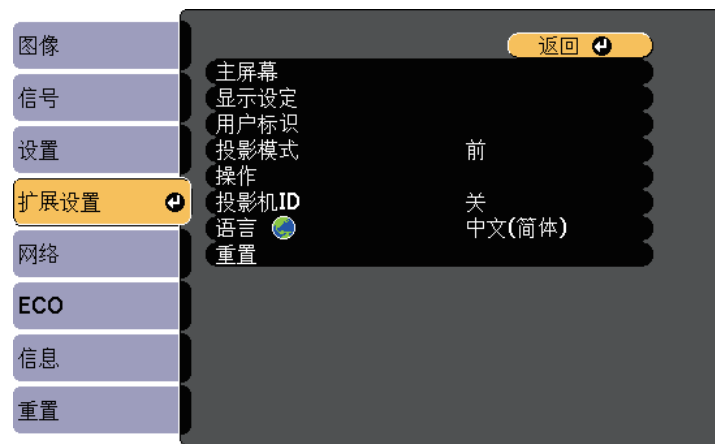 图像
信号
设置
扩展设置
网络
ECO
信息
重置
返回
主屏幕
显示设定
用户标识
投影模式 前
操作
投影机ID 关
语言 中文(简体)
重置